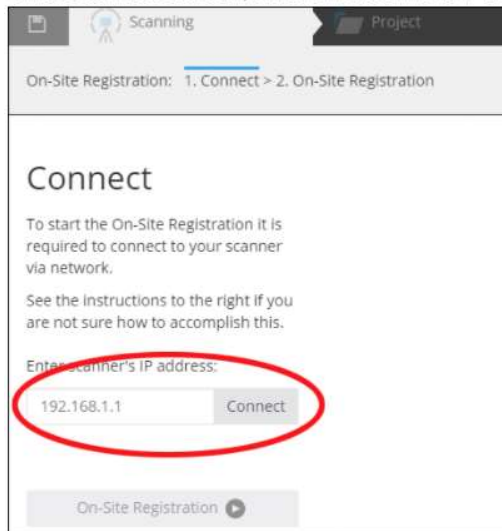 Scanning
Project
On-Site Registration: 1. Connect > 2. On-Site Registration
Connect
To start the On-Site Registration it is
required to connect to your scanner
via network.
See the instructions to the right if you
are not sure how to accomplish this.
Enter scanner's IP address:
192.168.1.1 Connect
On-Site Registration